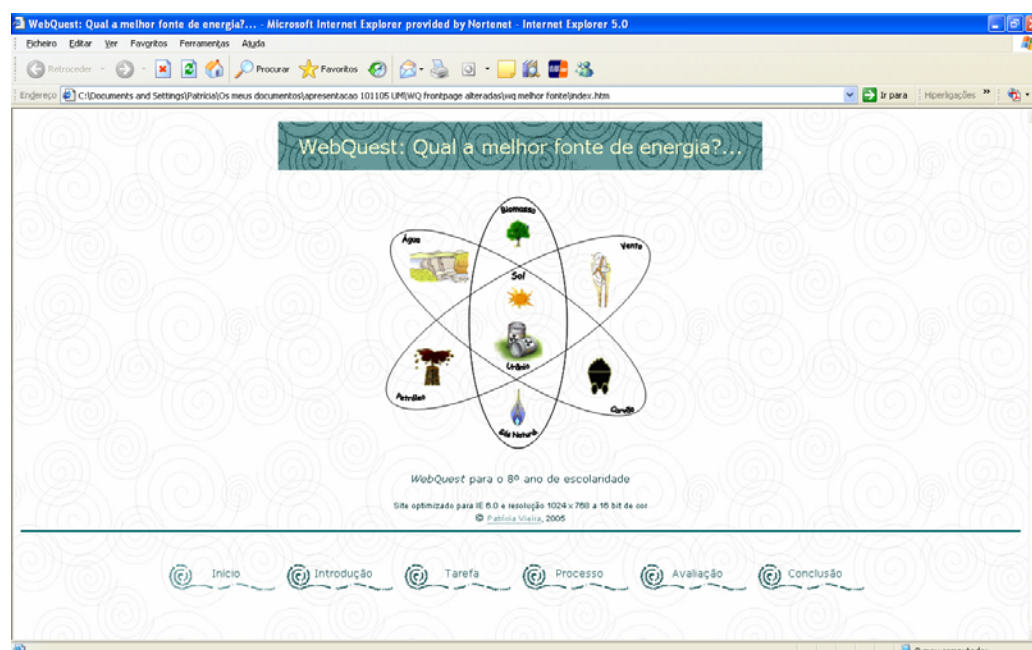 WebQuest: Qual a melhor fonte de energia?... - Microsoft Internet Explorer provided by Nortenet - Internet Explorer 5.0
Ficheiro Editar Ver Favoritos Ferramentas Ajuda
Retroceder Procurar Favoritos
Endereço C:\Documents and Settings\Patrícia\Os meus documentos\apresentacao 101105 UM\WQ frontpage alteradas\wq melhor fonte\index.htm Ir para Hiperligações »
WebQuest: Qual a melhor fonte de energia?...
Biomassa
Água
Vento
Sol
Urânio
Petróleo
Carvão
Gás Natural
WebQuest para o 8º ano de escolaridade
Site optimizado para IE 6.0 e resolução 1024 x 768 a 16 bit de cor
© Patrícia Vieira, 2005
Início Introdução Tarefa Processo Avaliação Conclusão